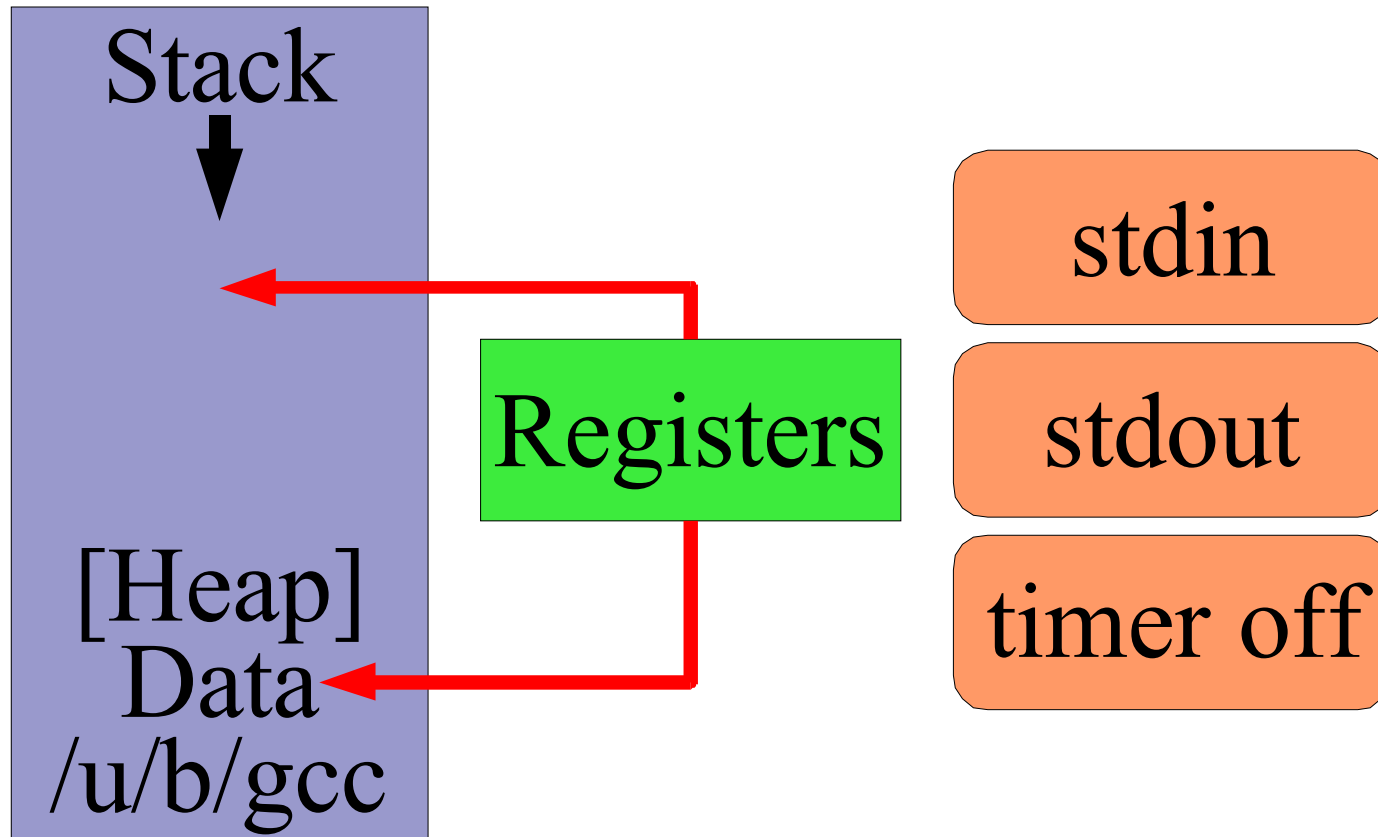 Stack
[Heap]
Data
/u/b/gcc
Registers
stdin
stdout
timer off